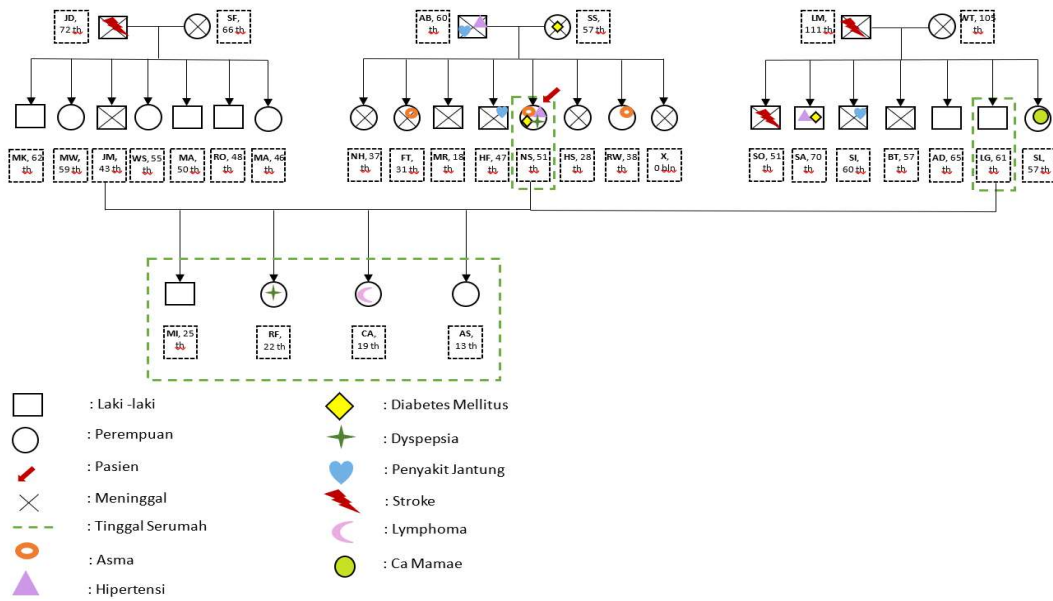 JD,
72 th
SF,
66 th
AB, 60
th
SS,
57 th
LM,
111 th
WT, 105
th
MK, 62
th
MW,
59 th
JM,
43 th
WS, 55
th
MA,
50 th
RO, 48
th
MA, 46
th
NH, 37
th
FT,
31 th
MR, 18
th
HF, 47
th
NS, 51
th
HS, 28
th
RW, 38
th
X,
0 bln
SO, 51
th
SA, 70
th
SI,
60 th
BT, 57
th
AD, 65
th
LG, 61
th
SL,
57 th
MI, 25
th
RF,
22 th
CA,
19 th
AS,
13 th
: Laki -laki
: Perempuan
: Pasien
: Meninggal
: Tinggal Serumah
: Asma
: Hipertensi
: Diabetes Mellitus
: Dyspepsia
: Penyakit Jantung
: Stroke
: Lymphoma
: Ca Mamae